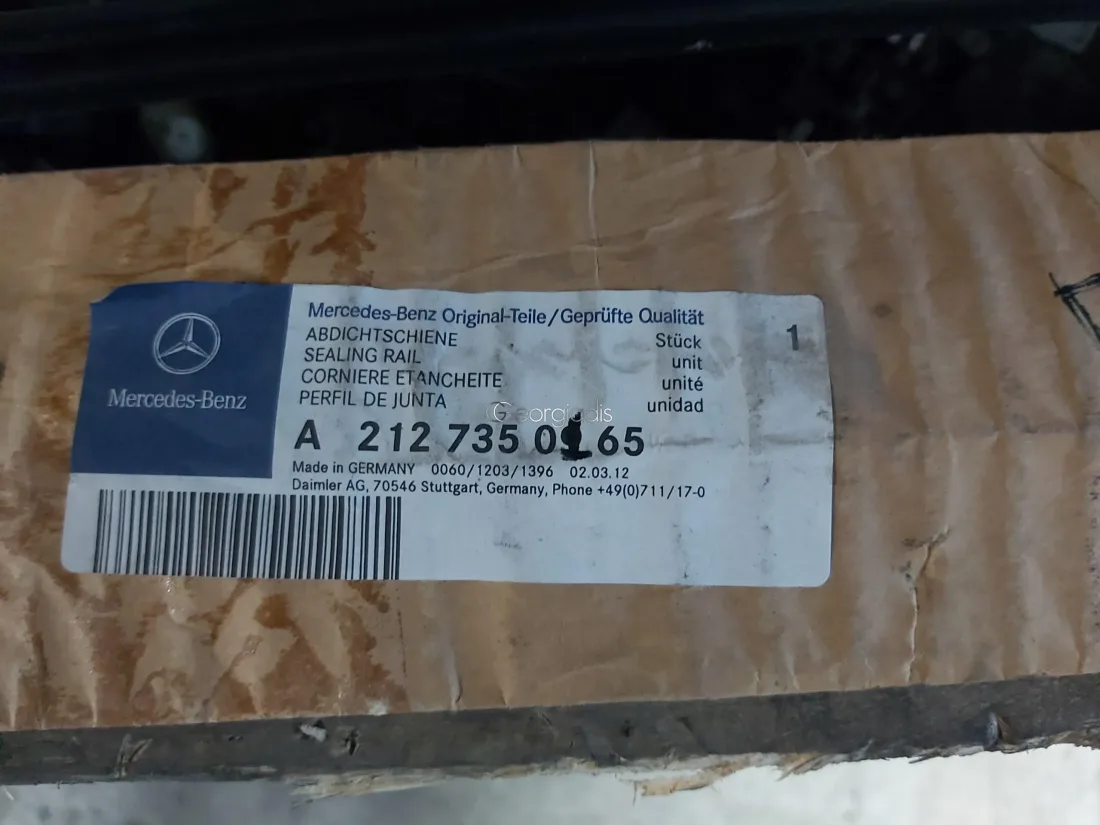 Mercedes-Benz
Mercedes-Benz Original-Teile/Geprüfte Qualität
ABDICHTSCHIENE Stück 1
SEALING RAIL unit
CORNIERE ETANCHEITE unité
PERFIL DE JUNTA unidad
Georgiadis
A 212 735 0165
Made in GERMANY 0060/1203/1396 02.03.12
Daimler AG, 70546 Stuttgart, Germany, Phone +49(0)711/17-0